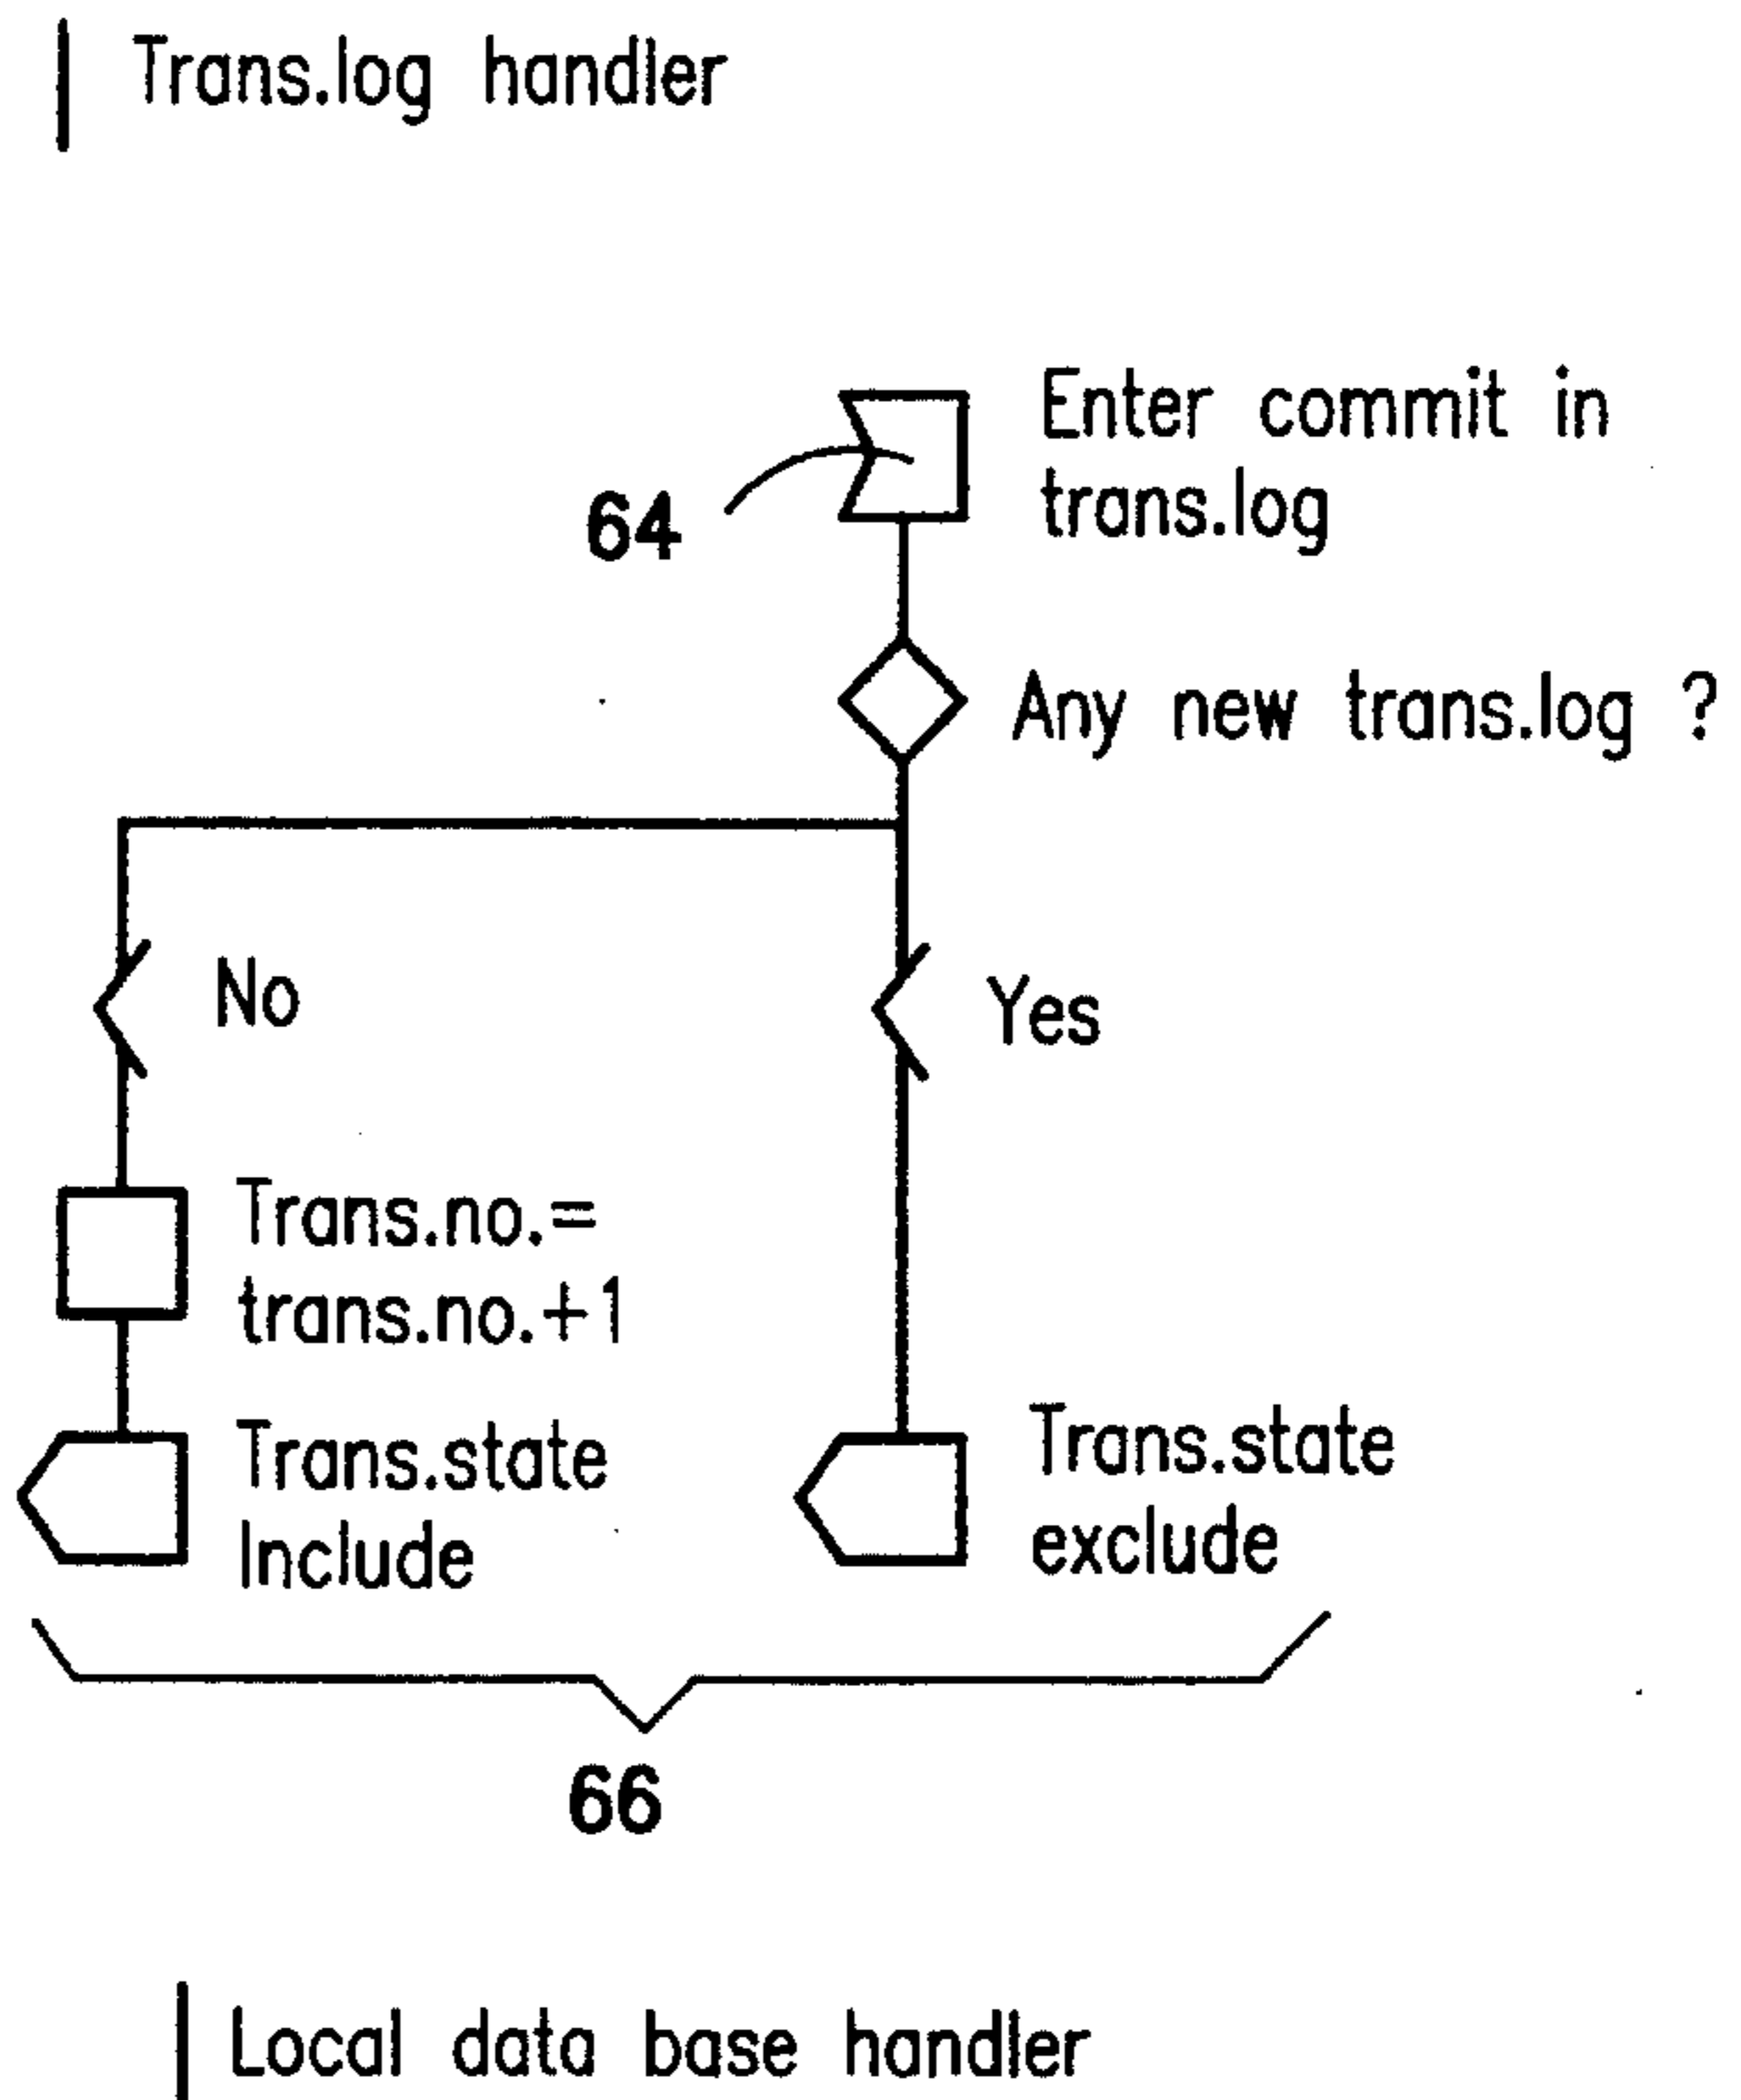 Trans.log handler
Enter commit in
trans.log
64
Any new trans.log ?
No
Yes
Trans.no.=
trans.no.+1
Trans.state
Include
Trans.state
exclude
66
Local data base handler